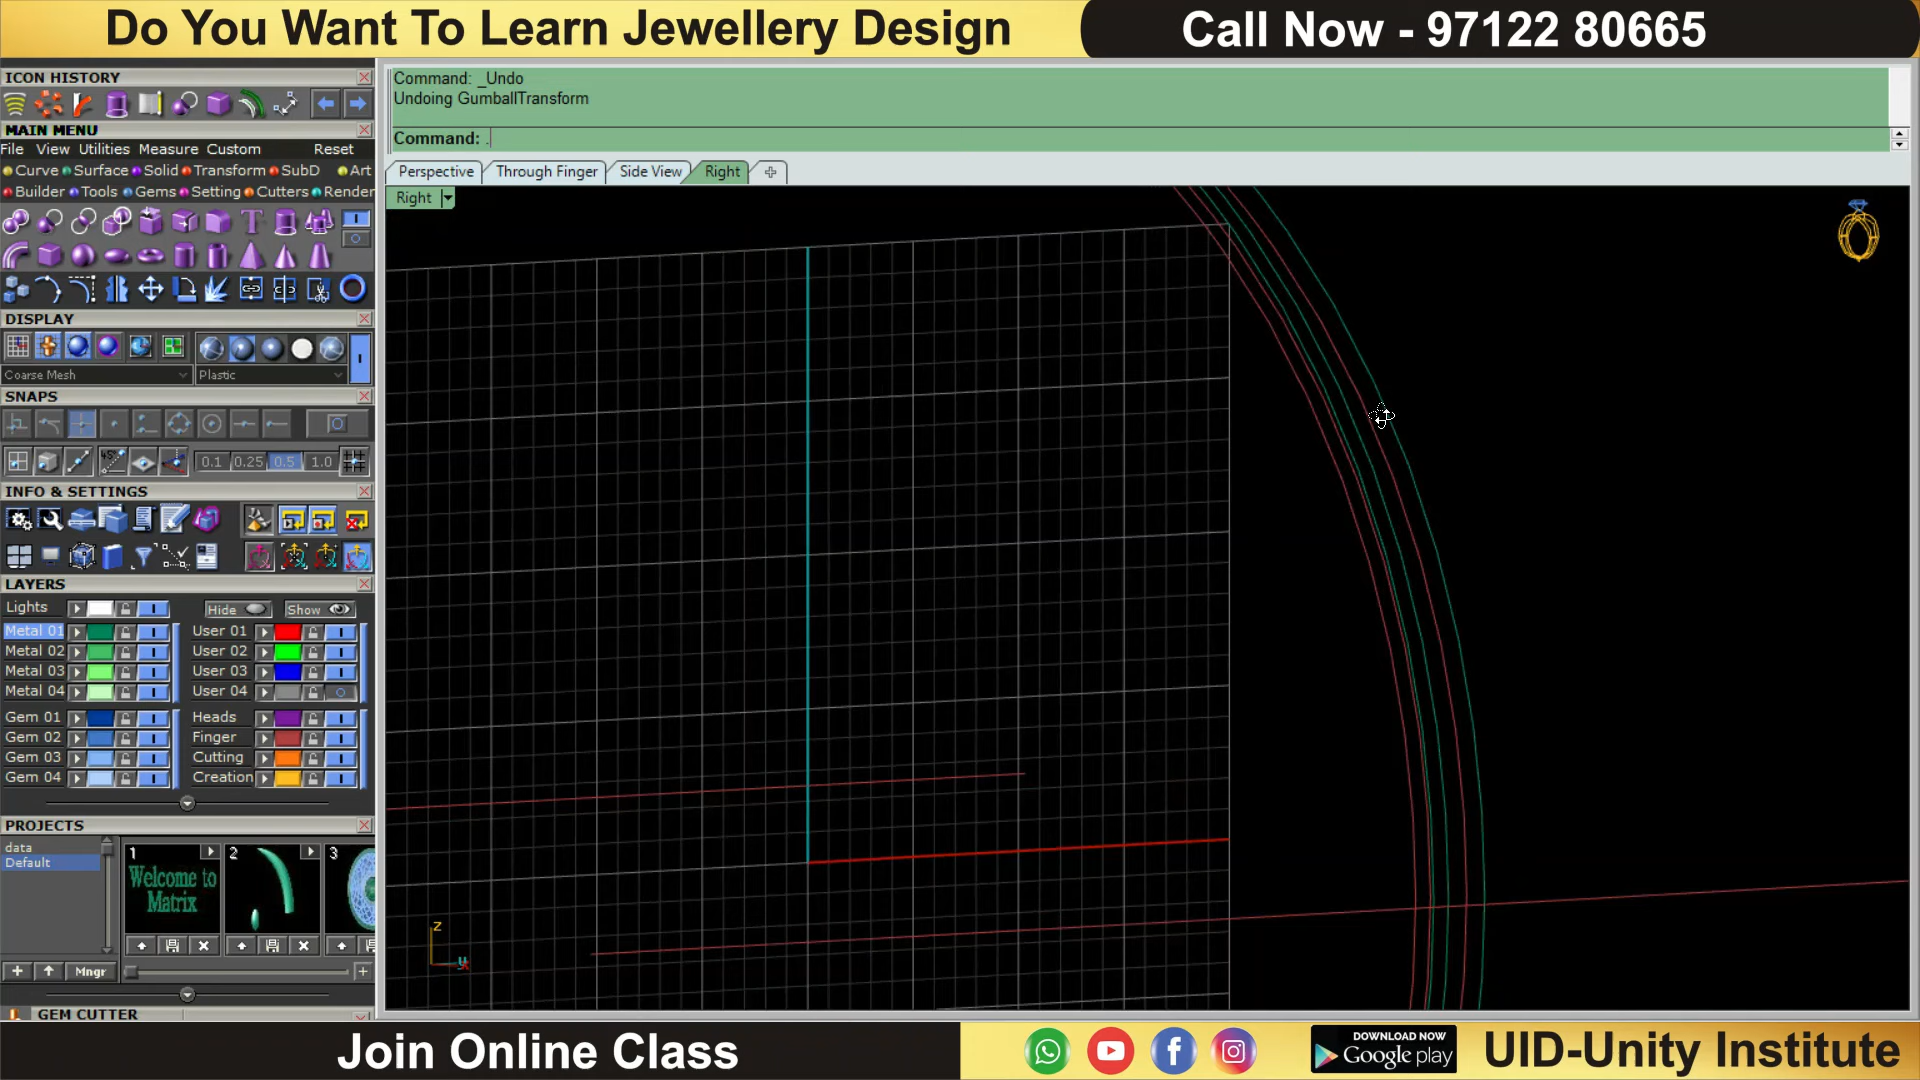 Do You Want To Learn Jewellery Design
Call Now - 97122 80665
ICON HISTORY
MAIN MENU
File View Utilities Measure Custom Reset
Curve Surface Solid Transform SubD Art
Builder Tools Gems Setting Cutters Render
DISPLAY
Coarse Mesh Plastic
SNAPS
0.1 0.25 0.5 1.0
INFO & SETTINGS
LAYERS
Lights Hide Show
Metal 01 User 01
Metal 02 User 02
Metal 03 User 03
Metal 04 User 04
Gem 01 Heads
Gem 02 Finger
Gem 03 Cutting
Gem 04 Creation
PROJECTS
data
Default
1 2 3
Welcome to
Matrix
Mngr
GEM CUTTER
Command: _Undo
Undoing GumballTransform
Command: .
Perspective Through Finger Side View Right
Right
z
y
x
Join Online Class
DOWNLOAD NOW
Google play
UID-Unity Institute